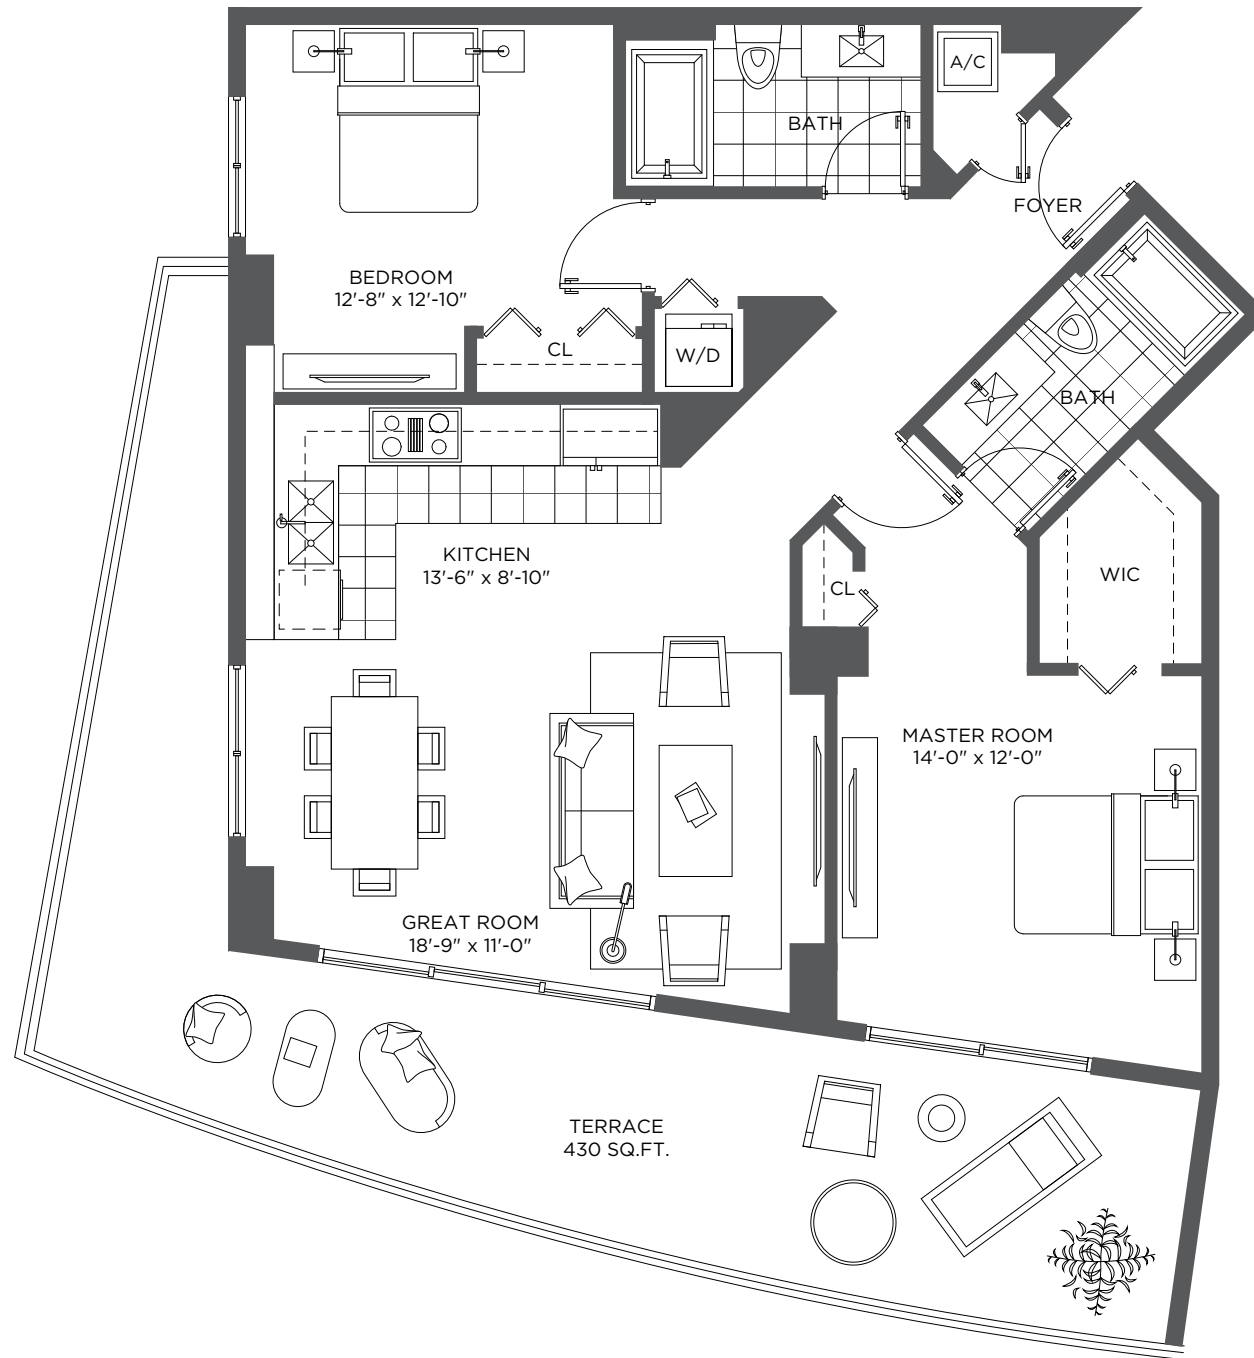 A/C
BATH
FOYER
BEDROOM
12'-8" x 12'-10"
CL
W/D
BATH
KITCHEN
13'-6" x 8'-10"
CL
WIC
MASTER ROOM
14'-0" x 12'-0"
GREAT ROOM
18'-9" x 11'-0"
TERRACE
430 SQ.FT.